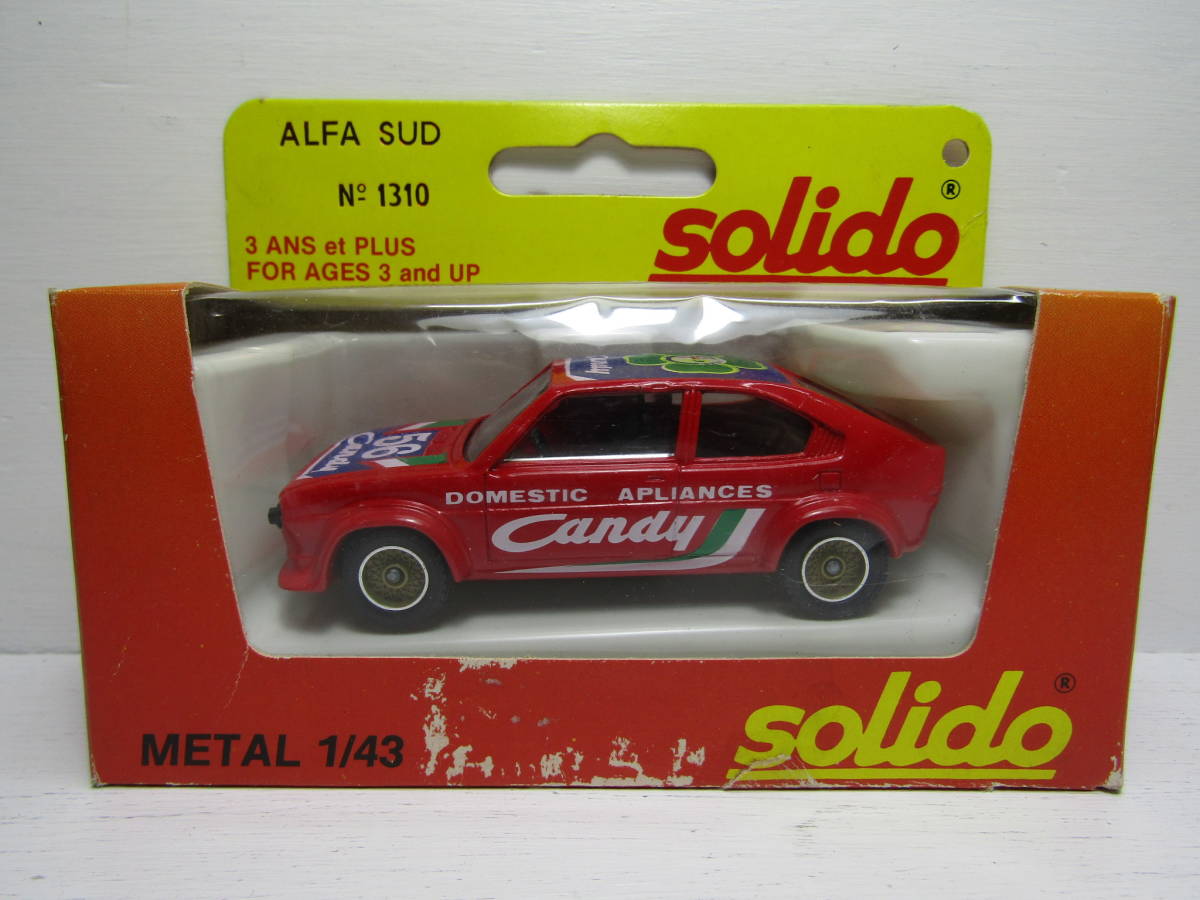 ALFA SUD
Nº 1310
3 ANS et PLUS
FOR AGES 3 and UP
solido ®
Candy
56
Candy
DOMESTIC APLIANCES
Candy
METAL 1/43
solido ®